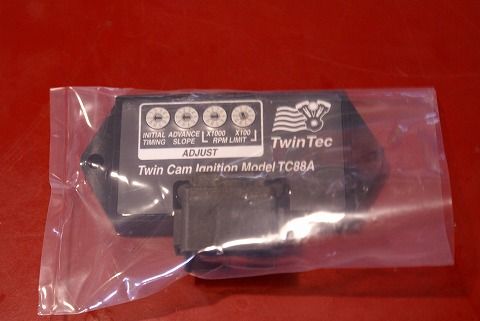 INITIAL ADVANCE X1000 X100
TIMING SLOPE RPM LIMIT
ADJUST
TwinTec
Twin Cam Ignition Model TC88A